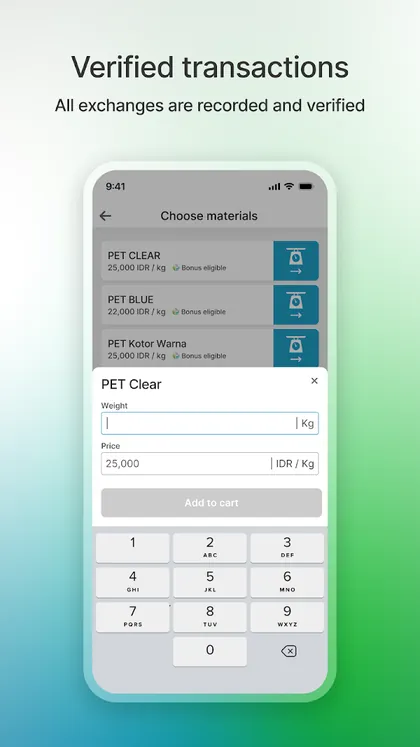 Verified transactions
All exchanges are recorded and verified
9:41
Choose materials
PET CLEAR
25,000 IDR / kg Bonus eligible
PET BLUE
22,000 IDR / kg Bonus eligible
PET Kotor Warna
25,000 IDR / kg Bonus eligible
PET Clear
Weight
Kg
Price
25,000 IDR / Kg
Add to cart
1 2 3
ABC DEF
4 5 6
GHI JKL MNO
7 8 9
PQRS TUV WXYZ
0